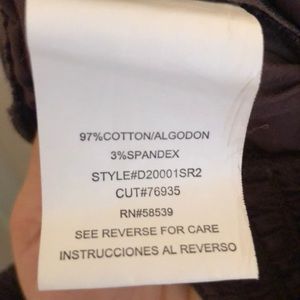 97%COTTON/ALGODON
3%SPANDEX
STYLE#D20001SR2
CUT#76935
RN#58539
SEE REVERSE FOR CARE
INSTRUCCIONES AL REVERSO